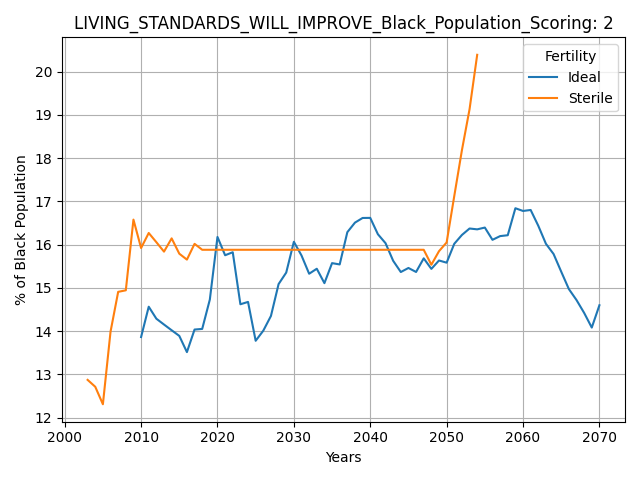 LIVING_STANDARDS_WILL_IMPROVE_Black_Population_Scoring: 2
Fertility
Ideal
Sterile
% of Black Population
20
19
18
17
16
15
14
13
12
2000 2010 2020 2030 2040 2050 2060 2070
Years